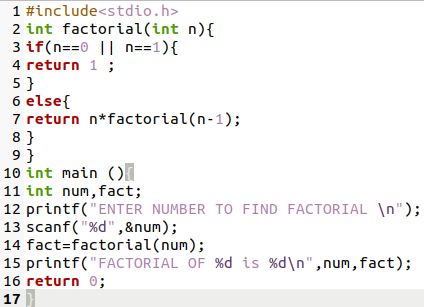 1 #include<stdio.h>
2 int factorial(int n){
3 if(n==0 || n==1){
4 return 1 ;
5 }
6 else{
7 return n*factorial(n-1);
8 }
9 }
10 int main (){
11 int num,fact;
12 printf("ENTER NUMBER TO FIND FACTORIAL \n");
13 scanf("%d",&num);
14 fact=factorial(num);
15 printf("FACTORIAL OF %d is %d\n",num,fact);
16 return 0;
17 }